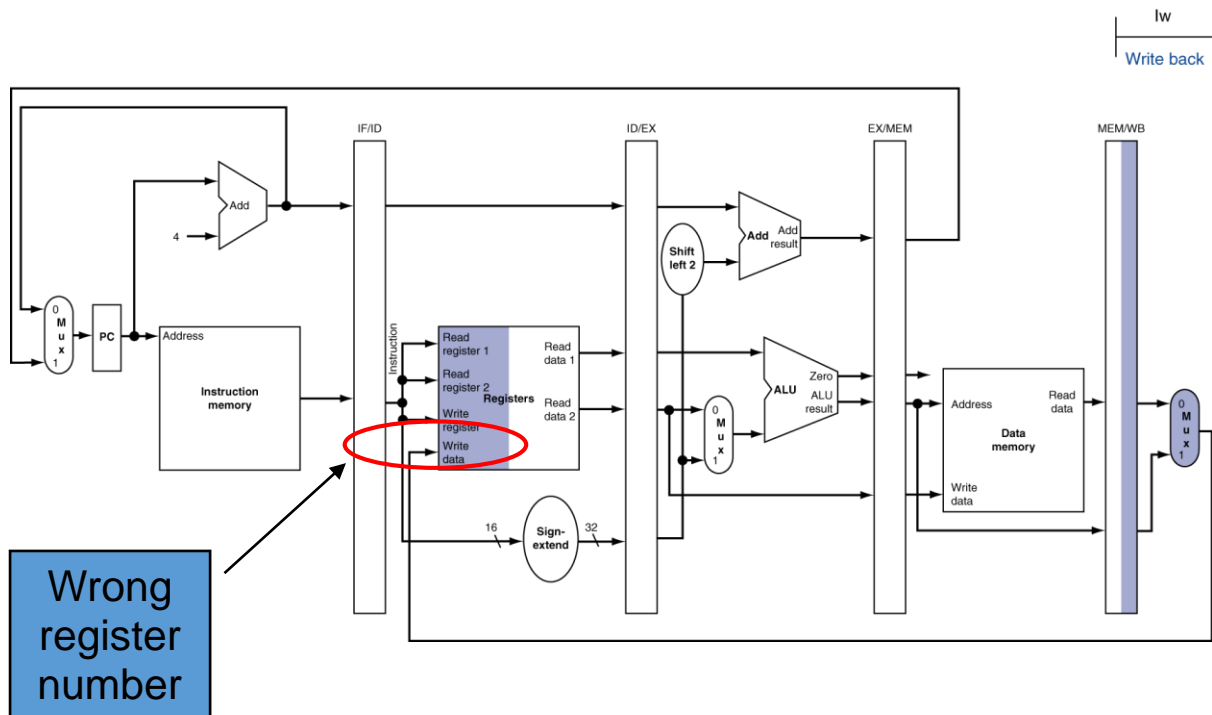 lw
Write back
IF/ID
ID/EX
EX/MEM
MEM/WB
Add
4
Shift
left 2
Add
Add
result
0
M
u
x
1
PC
Address
Instruction
memory
Instruction
Read
register 1
Read
register 2
Registers
Write
register
Write
data
Read
data 1
Read
data 2
0
M
u
x
1
ALU
Zero
ALU
result
Address
Read
data
Data
memory
Write
data
0
M
u
x
1
16
Sign-
extend
32
Wrong
register
number